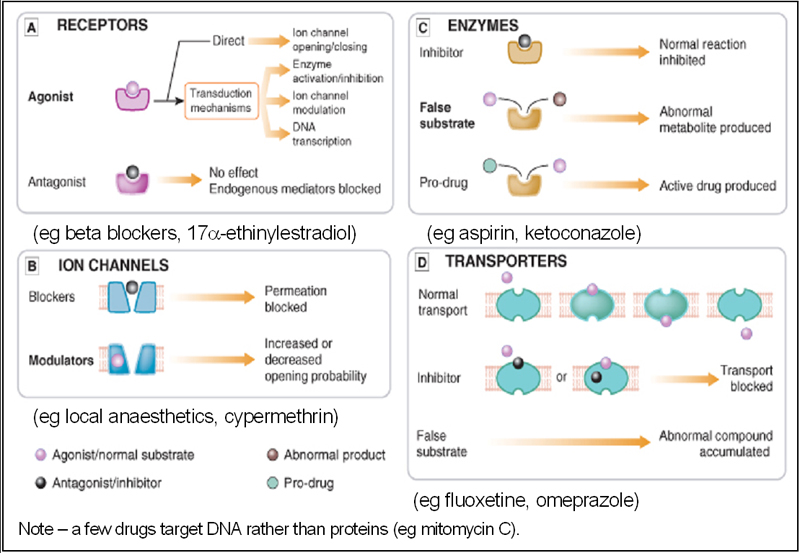 A RECEPTORS
Direct
Ion channel
opening/closing
Agonist
Transduction
mechanisms
Enzyme
activation/inhibition
Ion channel
modulation
DNA
transcription
Antagonist
No effect
Endogenous mediators blocked
(eg beta blockers, 17α-ethinylestradiol)
B ION CHANNELS
Blockers
Permeation
blocked
Modulators
Increased or
decreased
opening probability
(eg local anaesthetics, cypermethrin)
C ENZYMES
Inhibitor
Normal reaction
inhibited
False
substrate
Abnormal
metabolite produced
Pro-drug
Active drug produced
(eg aspirin, ketoconazole)
D TRANSPORTERS
Normal
transport
Inhibitor
or
Transport
blocked
False
substrate
Abnormal compound
accumulated
(eg fluoxetine, omeprazole)
Agonist/normal substrate
Abnormal product
Antagonist/inhibitor
Pro-drug
Note – a few drugs target DNA rather than proteins (eg mitomycin C).